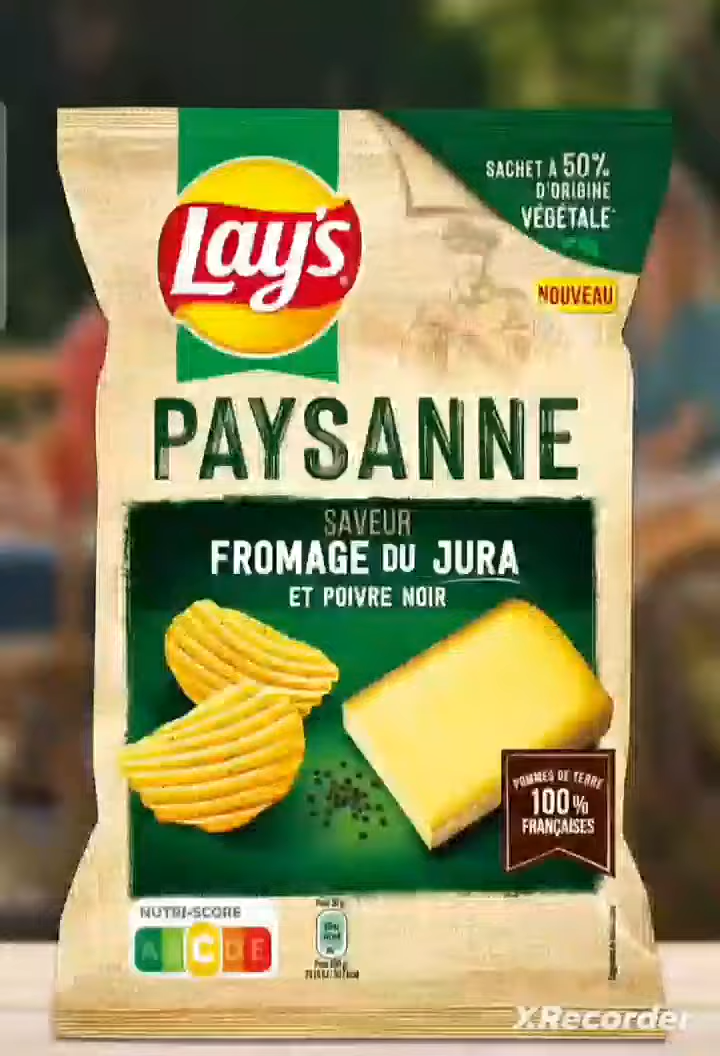 Lay's
SACHET À 50%
D'ORIGINE
VÉGÉTALE*
NOUVEAU
PAYSANNE
SAVEUR
FROMAGE DU JURA
ET POIVRE NOIR
POMMES DE TERRE
100%
FRANÇAISES
NUTRI-SCORE
A B C D E
XRecorder